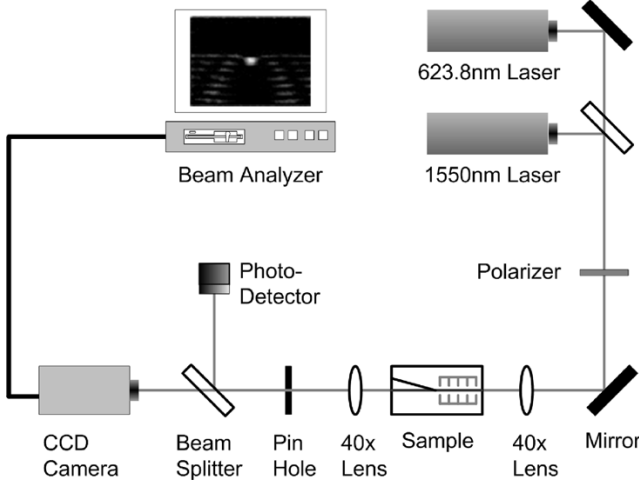 623.8nm Laser
Beam Analyzer
1550nm Laser
Photo-
Detector
Polarizer
CCD
Camera
Beam
Splitter
Pin
Hole
40x
Lens
Sample
40x
Lens
Mirror